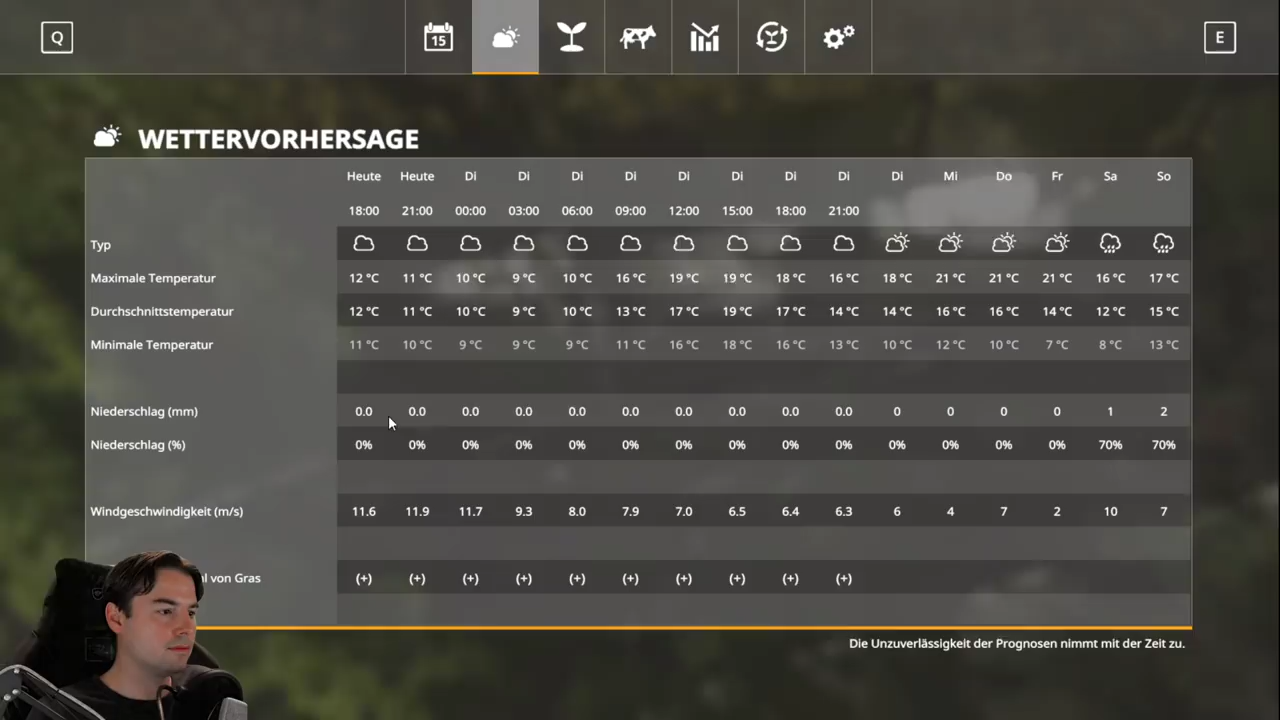 Q
15
E
WETTERVORHERSAGE
Heute Heute Di Di Di Di Di Di Di Di Di Mi Do Fr Sa So
18:00 21:00 00:00 03:00 06:00 09:00 12:00 15:00 18:00 21:00
Typ
Maximale Temperatur 12 °C 11 °C 10 °C 9 °C 10 °C 16 °C 19 °C 19 °C 18 °C 16 °C 18 °C 21 °C 21 °C 21 °C 16 °C 17 °C
Durchschnittstemperatur 12 °C 11 °C 10 °C 9 °C 10 °C 13 °C 17 °C 19 °C 17 °C 14 °C 14 °C 16 °C 16 °C 14 °C 12 °C 15 °C
Minimale Temperatur 11 °C 10 °C 9 °C 9 °C 9 °C 11 °C 16 °C 18 °C 16 °C 13 °C 10 °C 12 °C 10 °C 7 °C 8 °C 13 °C
Niederschlag (mm) 0.0 0.0 0.0 0.0 0.0 0.0 0.0 0.0 0.0 0.0 0 0 0 0 1 2
Niederschlag (%) 0% 0% 0% 0% 0% 0% 0% 0% 0% 0% 0% 0% 0% 0% 70% 70%
Windgeschwindigkeit (m/s) 11.6 11.9 11.7 9.3 8.0 7.9 7.0 6.5 6.4 6.3 6 4 7 2 10 7
von Gras (+) (+) (+) (+) (+) (+) (+) (+) (+) (+)
Die Unzuverlässigkeit der Prognosen nimmt mit der Zeit zu.